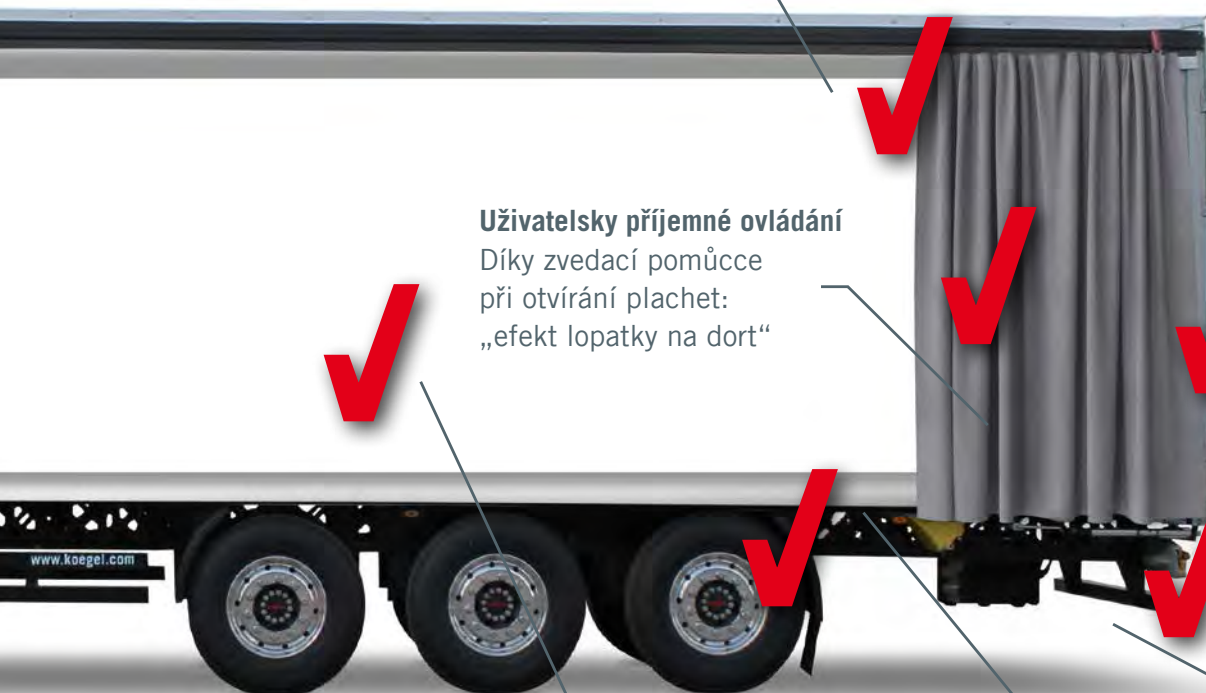 Uživatelsky příjemné ovládání
Díky zvedací pomůcce
při otvírání plachet:
„efekt lopatky na dort“
www.koegel.com